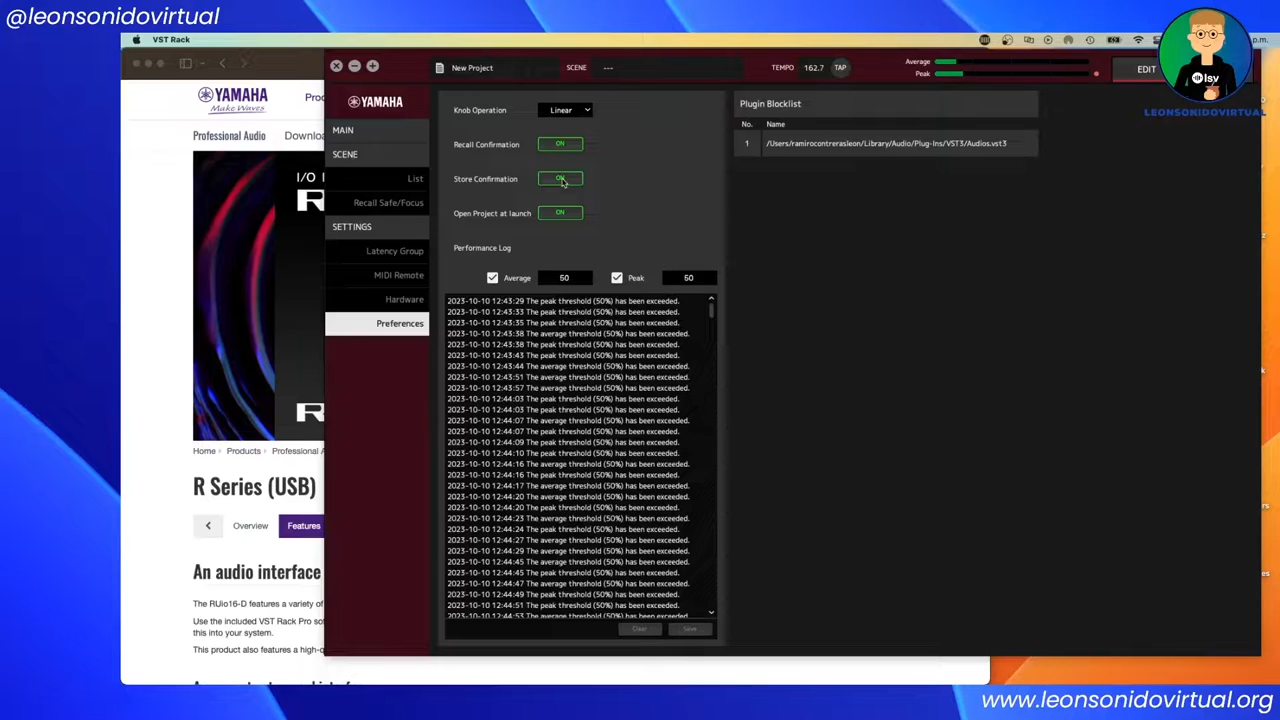 @leonsonidovirtual
VST Rack
p.m.
New Project
SCENE
---
TEMPO
162.7
TAP
Average
Peak
EDIT
lsv
LEONSONIDOVIRTUAL
YAMAHA
Make Waves
Professional Audio
I/O
Home
Products
R Series (USB)
Overview
Features
An audio interface
The RUio16-D features a variety of
Use the included VST Rack Pro
this into your system.
YAMAHA
MAIN
SCENE
List
Recall Safe/Focus
SETTINGS
Latency Group
MIDI Remote
Hardware
Preferences
Knob Operation
Linear
Recall Confirmation
ON
Store Confirmation
ON
Open Project at launch
ON
Performance Log
Average
50
Peak
50
2023-10-10 12:43:29 The peak threshold (50%) has been exceeded.
2023-10-10 12:43:33 The peak threshold (50%) has been exceeded.
2023-10-10 12:43:35 The peak threshold (50%) has been exceeded.
2023-10-10 12:43:38 The average threshold (50%) has been exceeded.
2023-10-10 12:43:38 The peak threshold (50%) has been exceeded.
2023-10-10 12:43:43 The peak threshold (50%) has been exceeded.
2023-10-10 12:43:44 The average threshold (50%) has been exceeded.
2023-10-10 12:43:51 The peak threshold (50%) has been exceeded.
2023-10-10 12:43:57 The peak threshold (50%) has been exceeded.
2023-10-10 12:44:03 The peak threshold (50%) has been exceeded.
2023-10-10 12:44:03 The peak threshold (50%) has been exceeded.
2023-10-10 12:44:07 The average threshold (50%) has been exceeded.
2023-10-10 12:44:07 The peak threshold (50%) has been exceeded.
2023-10-10 12:44:09 The peak threshold (50%) has been exceeded.
2023-10-10 12:44:10 The peak threshold (50%) has been exceeded.
2023-10-10 12:44:16 The average threshold (50%) has been exceeded.
2023-10-10 12:44:16 The peak threshold (50%) has been exceeded.
2023-10-10 12:44:17 The average threshold (50%) has been exceeded.
2023-10-10 12:44:20 The average threshold (50%) has been exceeded.
2023-10-10 12:44:20 The peak threshold (50%) has been exceeded.
2023-10-10 12:44:23 The average threshold (50%) has been exceeded.
2023-10-10 12:44:24 The peak threshold (50%) has been exceeded.
2023-10-10 12:44:27 The average threshold (50%) has been exceeded.
2023-10-10 12:44:29 The average threshold (50%) has been exceeded.
2023-10-10 12:44:45 The average threshold (50%) has been exceeded.
2023-10-10 12:44:45 The peak threshold (50%) has been exceeded.
2023-10-10 12:44:47 The average threshold (50%) has been exceeded.
2023-10-10 12:44:49 The peak threshold (50%) has been exceeded.
2023-10-10 12:44:51 The peak threshold (50%) has been exceeded.
2023-10-10 12:44:53 The average threshold (50%) has been exceeded.
Clear
Save
Plugin Blocklist
No.
Name
1
/Users/ramirocontrerasleon/Library/Audio/Plug-Ins/VST3/Audios.vst3
www.leonsonidovirtual.org